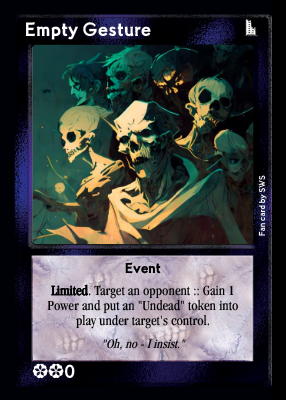 Empty Gesture
Fan card by SWS
Event
Limited. Target an opponent :: Gain 1
Power and put an "Undead" token into
play under target's control.
"Oh, no - I insist."
0